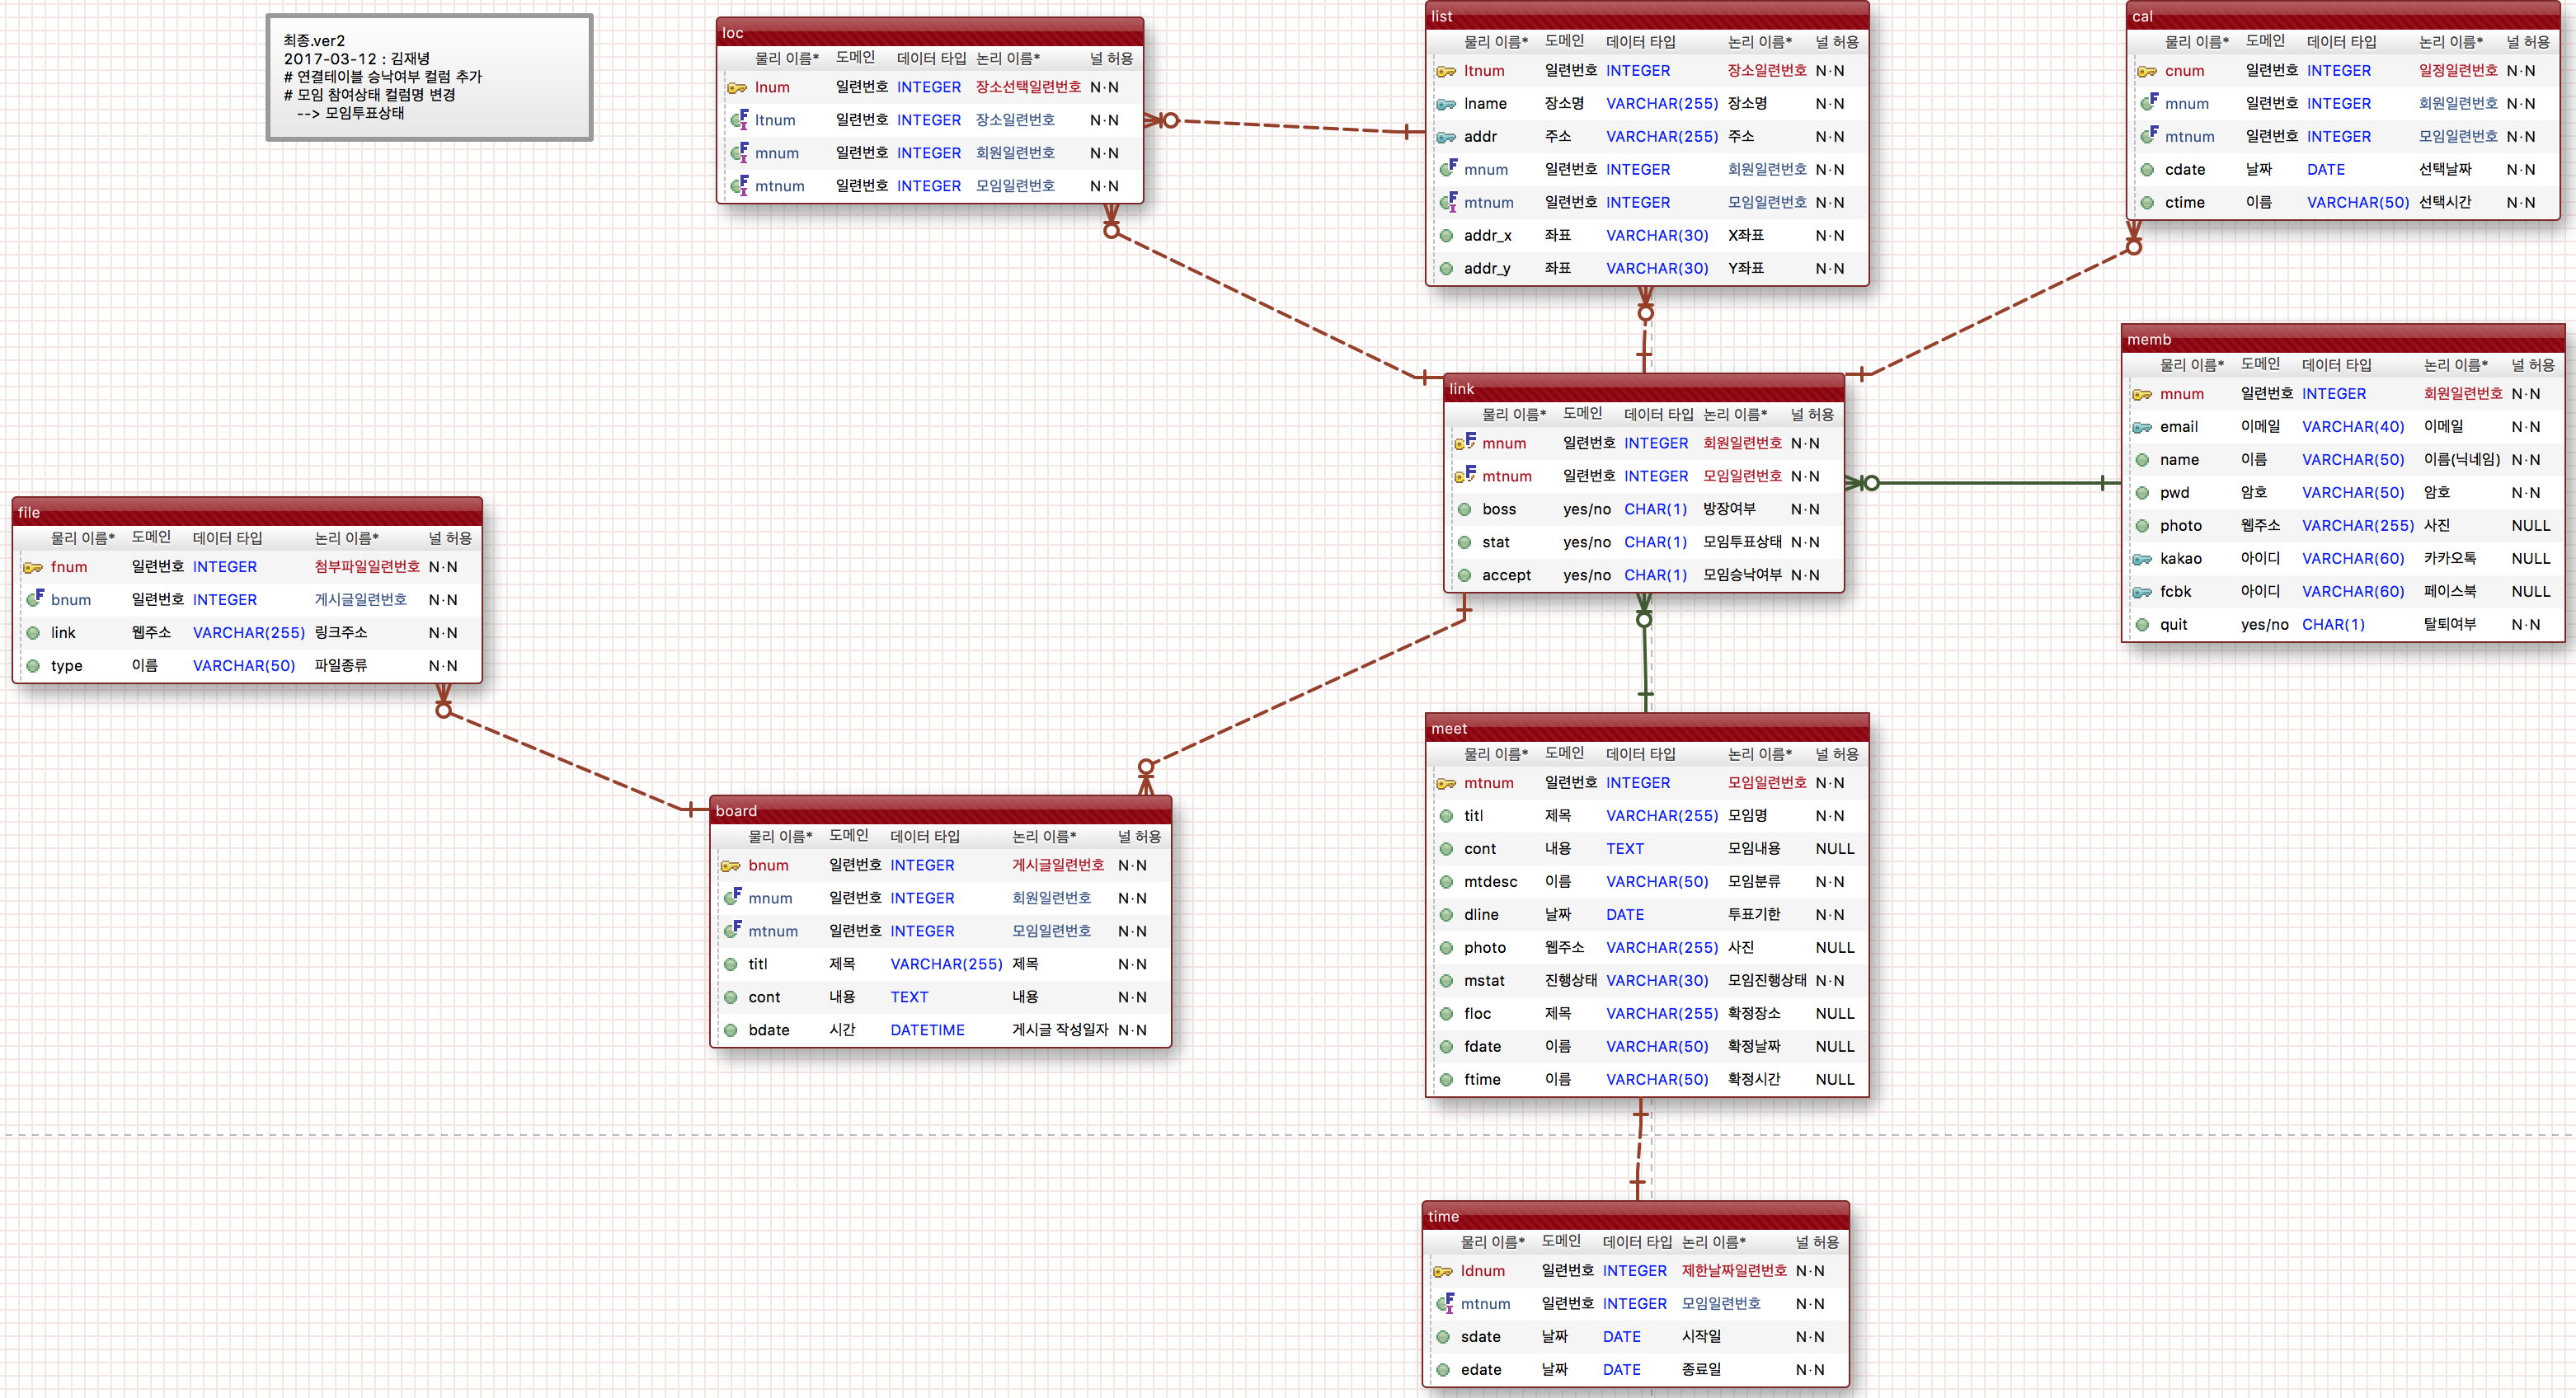 최종.ver2
2017-03-12 : 김재녕
# 연결테이블 승낙여부 컬럼 추가
# 모임 참여상태 컬럼명 변경
--> 모임투표상태
loc
물리 이름* 도메인 데이터 타입 논리 이름* 널 허용
lnum 일련번호 INTEGER 장소선택일련번호 N·N
ltnum 일련번호 INTEGER 장소일련번호 N·N
mnum 일련번호 INTEGER 회원일련번호 N·N
mtnum 일련번호 INTEGER 모임일련번호 N·N
list
물리 이름* 도메인 데이터 타입 논리 이름* 널 허용
ltnum 일련번호 INTEGER 장소일련번호 N·N
lname 장소명 VARCHAR(255) 장소명 N·N
addr 주소 VARCHAR(255) 주소 N·N
mnum 일련번호 INTEGER 회원일련번호 N·N
mtnum 일련번호 INTEGER 모임일련번호 N·N
addr_x 좌표 VARCHAR(30) X좌표 N·N
addr_y 좌표 VARCHAR(30) Y좌표 N·N
cal
물리 이름* 도메인 데이터 타입 논리 이름* 널 허용
cnum 일련번호 INTEGER 일정일련번호 N·N
mnum 일련번호 INTEGER 회원일련번호 N·N
mtnum 일련번호 INTEGER 모임일련번호 N·N
cdate 날짜 DATE 선택날짜 N·N
ctime 이름 VARCHAR(50) 선택시간 N·N
memb
물리 이름* 도메인 데이터 타입 논리 이름* 널 허용
mnum 일련번호 INTEGER 회원일련번호 N·N
email 이메일 VARCHAR(40) 이메일 N·N
name 이름 VARCHAR(50) 이름(닉네임) N·N
pwd 암호 VARCHAR(50) 암호 N·N
photo 웹주소 VARCHAR(255) 사진 NULL
kakao 아이디 VARCHAR(60) 카카오톡 NULL
fcbk 아이디 VARCHAR(60) 페이스북 NULL
quit yes/no CHAR(1) 탈퇴여부 N·N
link
물리 이름* 도메인 데이터 타입 논리 이름* 널 허용
mnum 일련번호 INTEGER 회원일련번호 N·N
mtnum 일련번호 INTEGER 모임일련번호 N·N
boss yes/no CHAR(1) 방장여부 N·N
stat yes/no CHAR(1) 모임투표상태 N·N
accept yes/no CHAR(1) 모임승낙여부 N·N
file
물리 이름* 도메인 데이터 타입 논리 이름* 널 허용
fnum 일련번호 INTEGER 첨부파일일련번호 N·N
bnum 일련번호 INTEGER 게시글일련번호 N·N
link 웹주소 VARCHAR(255) 링크주소 N·N
type 이름 VARCHAR(50) 파일종류 N·N
board
물리 이름* 도메인 데이터 타입 논리 이름* 널 허용
bnum 일련번호 INTEGER 게시글일련번호 N·N
mnum 일련번호 INTEGER 회원일련번호 N·N
mtnum 일련번호 INTEGER 모임일련번호 N·N
titl 제목 VARCHAR(255) 제목 N·N
cont 내용 TEXT 내용 N·N
bdate 시간 DATETIME 게시글 작성일자 N·N
meet
물리 이름* 도메인 데이터 타입 논리 이름* 널 허용
mtnum 일련번호 INTEGER 모임일련번호 N·N
titl 제목 VARCHAR(255) 모임명 N·N
cont 내용 TEXT 모임내용 NULL
mtdesc 이름 VARCHAR(50) 모임분류 N·N
dline 날짜 DATE 투표기한 N·N
photo 웹주소 VARCHAR(255) 사진 NULL
mstat 진행상태 VARCHAR(30) 모임진행상태 N·N
floc 제목 VARCHAR(255) 확정장소 NULL
fdate 이름 VARCHAR(50) 확정날짜 NULL
ftime 이름 VARCHAR(50) 확정시간 NULL
time
물리 이름* 도메인 데이터 타입 논리 이름* 널 허용
ldnum 일련번호 INTEGER 제한날짜일련번호 N·N
mtnum 일련번호 INTEGER 모임일련번호 N·N
sdate 날짜 DATE 시작일 N·N
edate 날짜 DATE 종료일 N·N